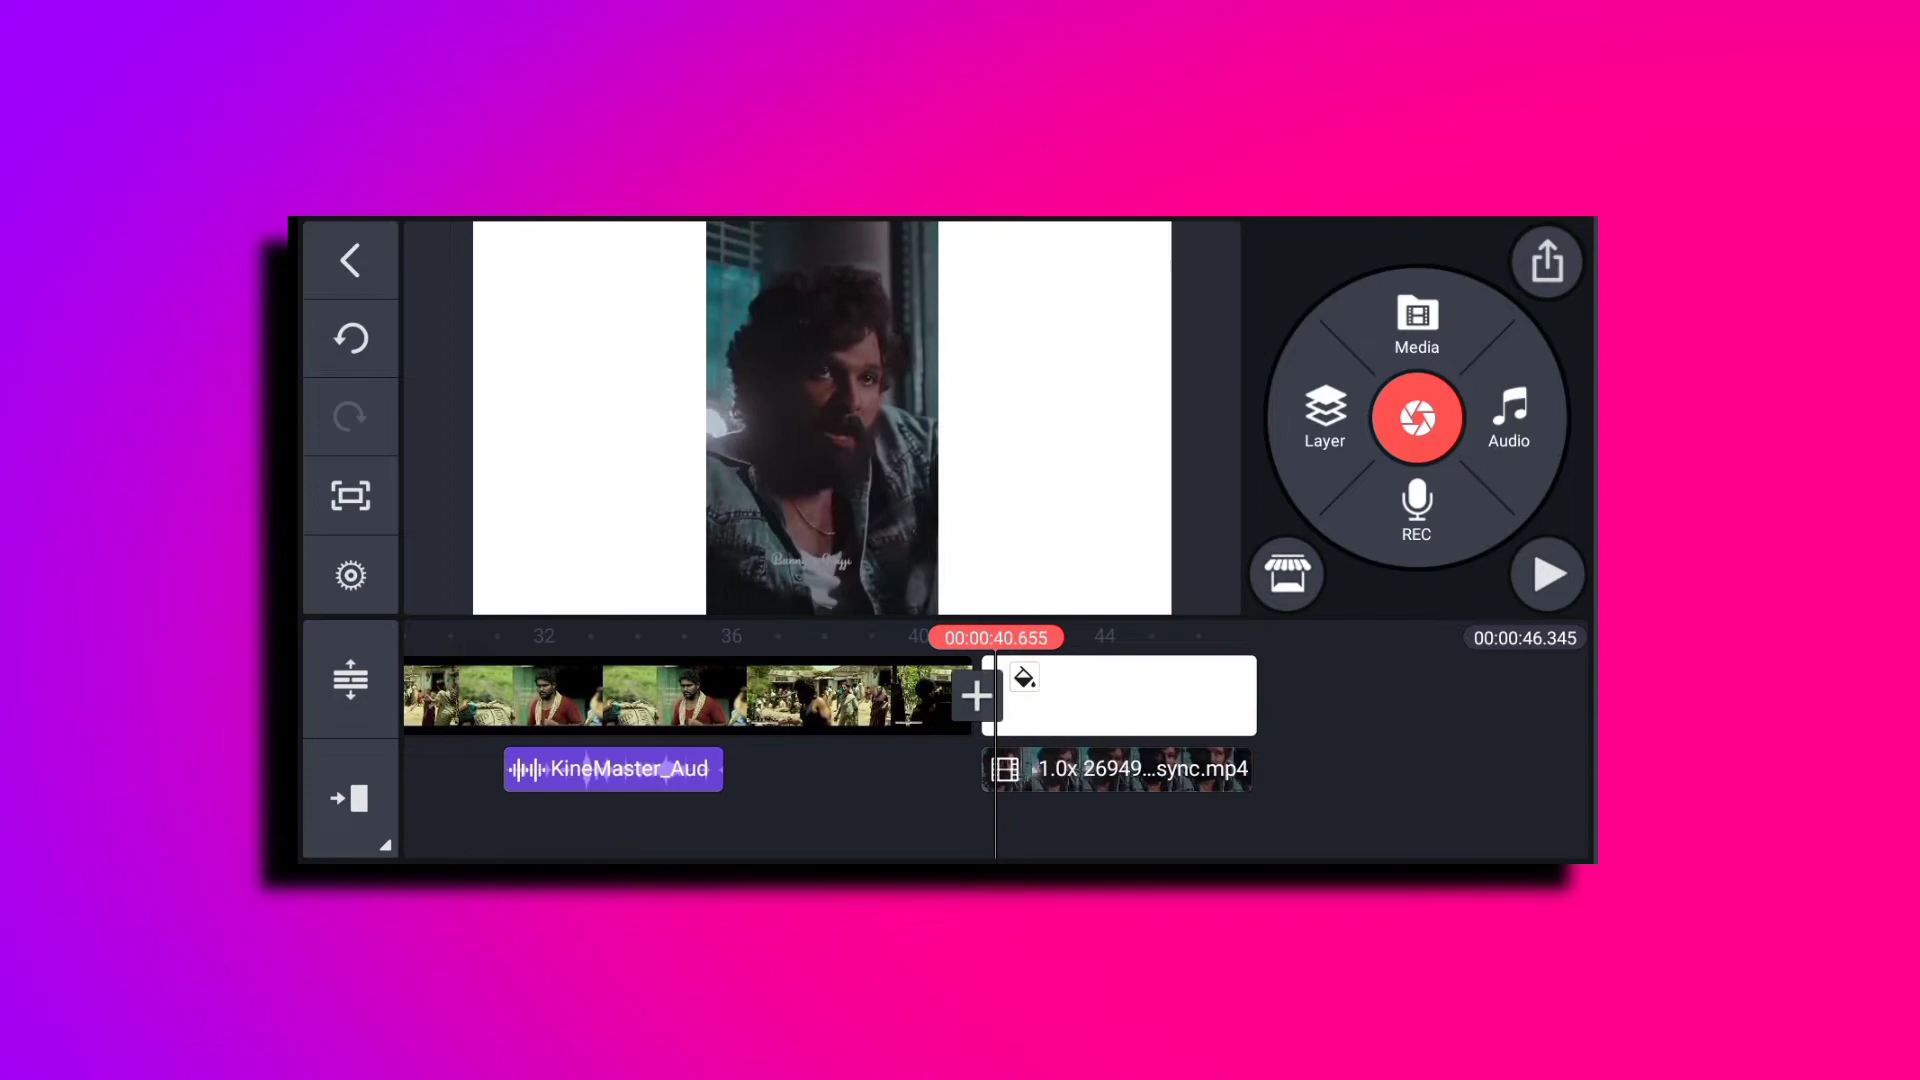 Media
Layer
Audio
REC
32
36
40
00:00:40.655
44
00:00:46.345
KineMaster_Aud
1.0x 26949...sync.mp4